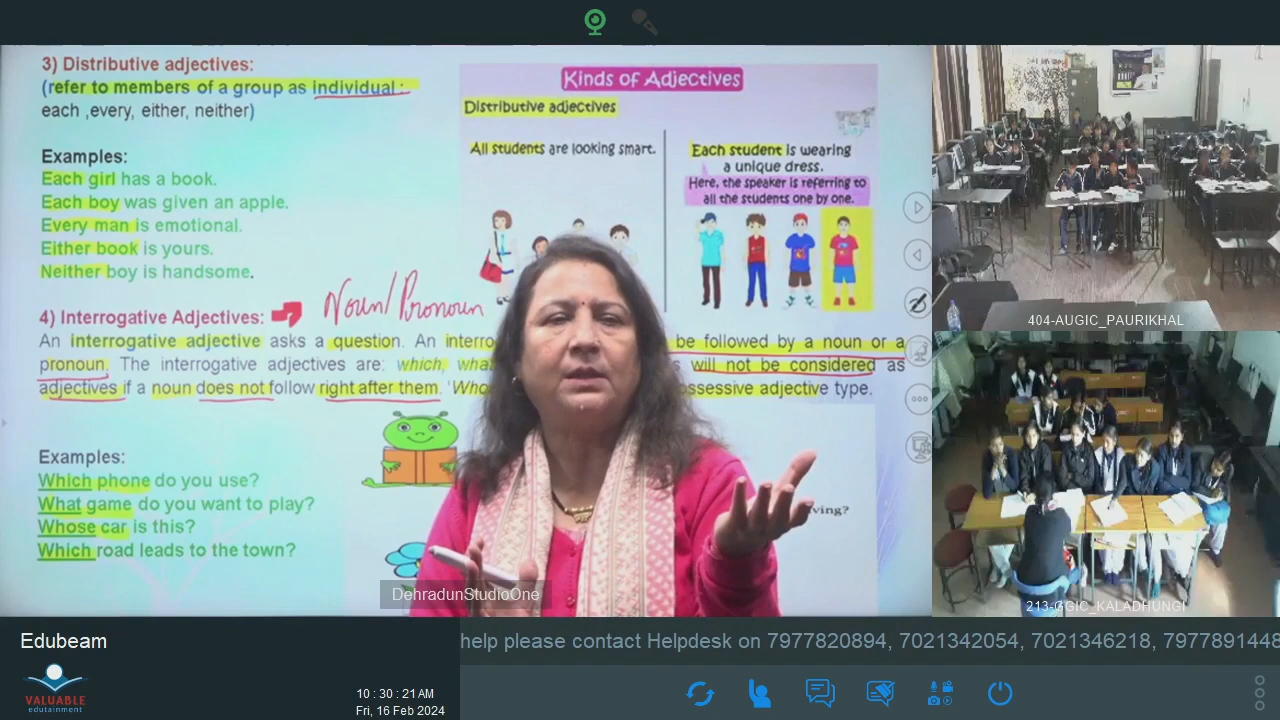 3) Distributive adjectives:
(refer to members of a group as individual :
each ,every, either, neither)
Examples:
Each girl has a book.
Each boy was given an apple.
Every man is emotional.
Either book is yours.
Neither boy is handsome.
Kinds of Adjectives
Distributive adjectives
All students are looking smart.
Each student is wearing
a unique dress.
Here, the speaker is referring to
all the students one by one.
4) Interrogative Adjectives:
Noun/Pronoun
An interrogative adjective asks a question. An interro be followed by a noun or a
pronoun. The interrogative adjectives are: which, wha will not be considered as
adjectives if a noun does not follow right after them. 'Who ssessive adjective type.
Examples:
Which phone do you use?
What game do you want to play?
Whose car is this?
Which road leads to the town?
DehradunStudioOne
404-AUGIC_PAURIKHAL
213-GGIC_KALADHUNGI
Edubeam
VALUABLE
edutainment
10 : 30 : 21 AM
Fri, 16 Feb 2024
help please contact Helpdesk on 7977820894, 7021342054, 7021346218, 7977891448